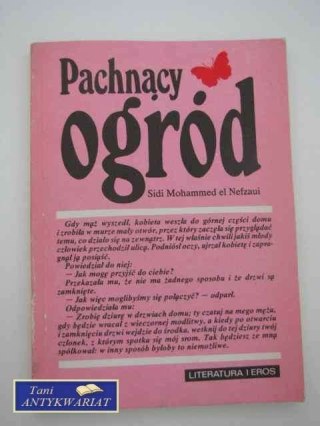 Pachnący
ogród
Sidi Mohammed el Nefzaui
Gdy mąż wyszedł, kobieta weszła do górnej części domu
i zrobiła w murze mały otwór, przez który zaczęła się przyglądać
temu, co działo się na zewnątrz. W tej właśnie chwili jakiś młody
człowiek przechodził ulicą. Podniósł oczy, ujrzał kobietę i zapra-
gnął ją posiąść.
Powiedział do niej:
— Jak mogę przyjść do ciebie?
Przekazała mu, że nie ma żadnego sposobu i że drzwi są
zamknięte.
— Jak więc moglibyśmy się połączyć? — odparł.
Odpowiedziała mu:
— Zrobię dziurę w drzwiach domu; ty czatuj na mego męża,
gdy będzie wracał z wieczornej modlitwy, a kiedy po otwarciu
i zamknięciu drzwi wejdzie do środka, wetknij do tej dziury twój
członek, z którym spotka się mój srom. Tak będziesz ze mną
spółkował: w inny sposób byłoby to niemożliwe.
LITERATURA I EROS
Tani
ANTYKWARIAT